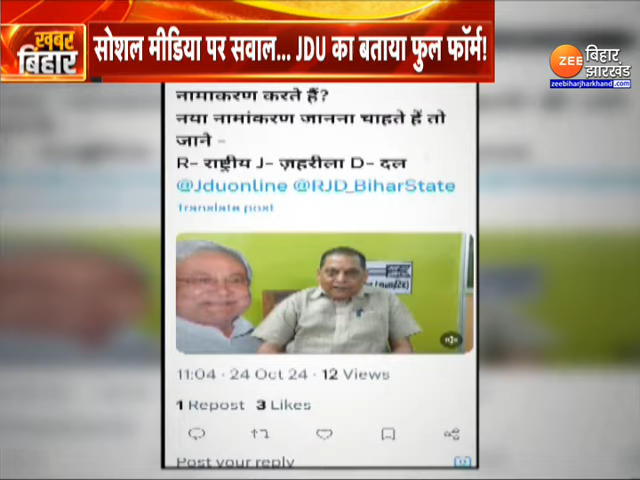 ख़बर
बिहार
सोशल मीडिया पर सवाल... JDU का बताया फुल फॉर्म!
ZEE
बिहार
झारखंड
zeebiharjharkhand.com
नामाकरण करते हैं?
नया नामांकरण जानना चाहते हें तो
जाने -
R- राष्ट्रीय J- ज़हरीला D- दल
@Jduonline @RJD_BiharState
Translate post
11:04 · 24 Oct 24 · 12 Views
1 Repost 3 Likes
Post your reply